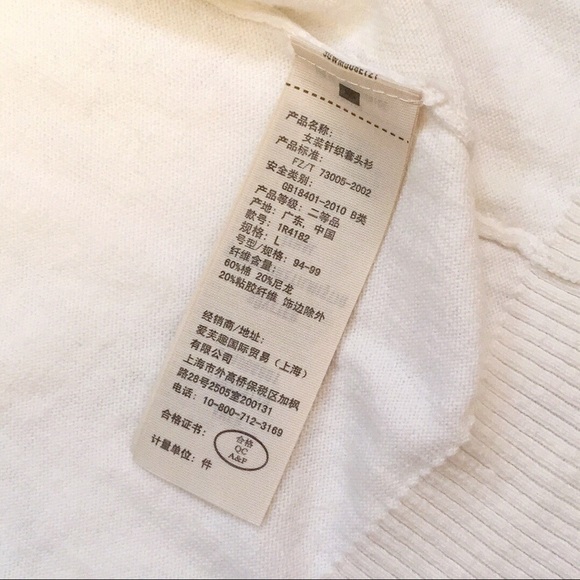 产品名称:
女装针织套头衫
产品标准:
FZ/T 73005-2002
安全类别:
GB18401-2010 B类
产品等级: 二等品
产地: 广东, 中国
款号: 1R4182
规格: L
号型/规格: 94-99
纤维含量:
60%棉 20%尼龙
20%粘胶纤维 饰边除外
经销商/地址:
爱芙趣国际贸易（上海）
有限公司
上海市外高桥保税区加枫
路28号2505室200131
电话: 10-800-712-3169
合格证书:
合格
QC
A&F
计量单位: 件